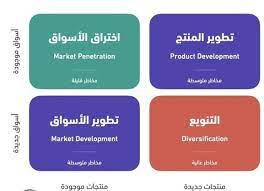 أسواق موجودة
تطوير المنتج
Product Development
مخاطر متوسطة
اختراق الأسواق
Market Penetration
مخاطر قليلة
أسواق جديدة
التنويع
Diversification
مخاطر عالية
تطوير الأسواق
Market Development
مخاطر متوسطة
منتجات جديدة
منتجات موجودة